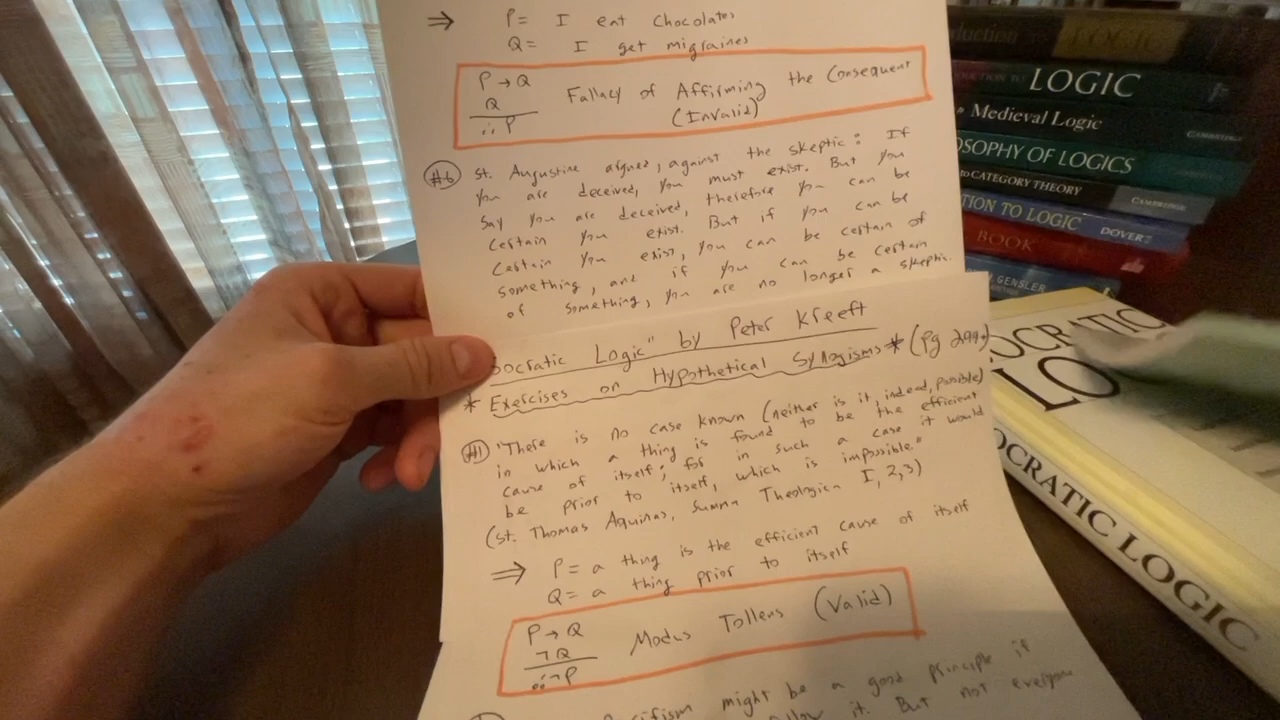 ⇒ P = I eat Chocolates
Q = I get migraines
P → Q
Q
∴ P
Fallacy of Affirming the Consequent
(Invalid)
#6 St. Augustine argued, against the skeptic: If
you are deceived, you must exist. But you
say you are deceived, therefore you can be
certain you exist. But if you can be
certain you exist, you can be certain of
something, and if you can be certain
of something, you are no longer a skeptic.
Socratic Logic" by Peter Kreeft
* Exercises on Hypothetical Syllogisms * (pg 299)
#1 "There is no case known (neither is it, indeed, possible)
in which a thing is found to be the efficient
cause of itself; for in such a case it would
be prior to itself, which is impossible."
(St. Thomas Aquinas, Summa Theologica I, 2, 3)
⇒ P = a thing is the efficient cause of itself
Q = a thing prior to itself
P → Q
¬Q
∴ ¬P
Modus Tollens (Valid)
might be a good principle if
it. But not everyone
LOGIC
LOGIC
Medieval Logic
CAMBRIDGE
OSOPHY OF LOGICS
to CATEGORY THEORY
CAMBRIDGE
TION TO LOGIC
DOVER
BOOK
GENSLER
OCRATIC
LO
OCRATIC LOGIC